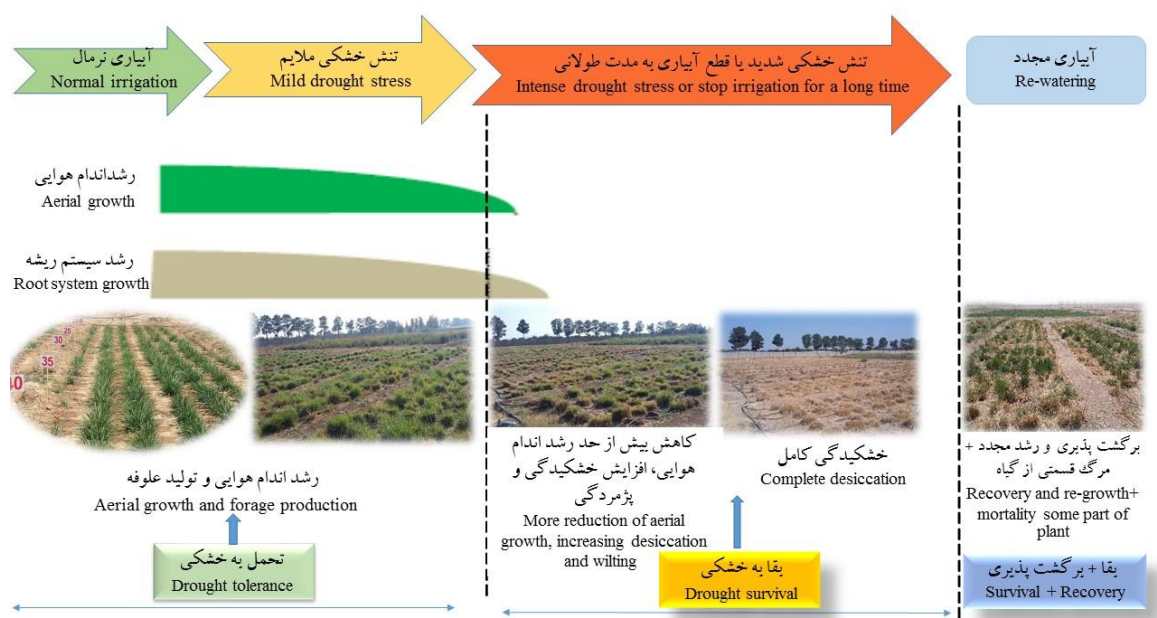 آبیاری نرمال
Normal irrigation
تنش خشکی ملایم
Mild drought stress
تنش خشکی شدید یا قطع آبیاری به مدت طولانی
Intense drought stress or stop irrigation for a long time
آبیاری مجدد
Re-watering
رشداندام هوایی
Aerial growth
رشد سیستم ریشه
Root system growth
25
30
35
40
رشد اندام هوایی و تولید علوفه
Aerial growth and forage production
کاهش بیش از حد رشد اندام
هوایی، افزایش خشکیدگی و
پژمردگی
More reduction of aerial
growth, increasing desiccation
and wilting
خشکیدگی کامل
Complete desiccation
برگشت پذیری و رشد مجدد +
مرگ قسمتی از گیاه
Recovery and re-growth+
mortality some part of
plant
تحمل به خشکی
Drought tolerance
بقا به خشکی
Drought survival
بقا + برگشت پذیری
Survival + Recovery